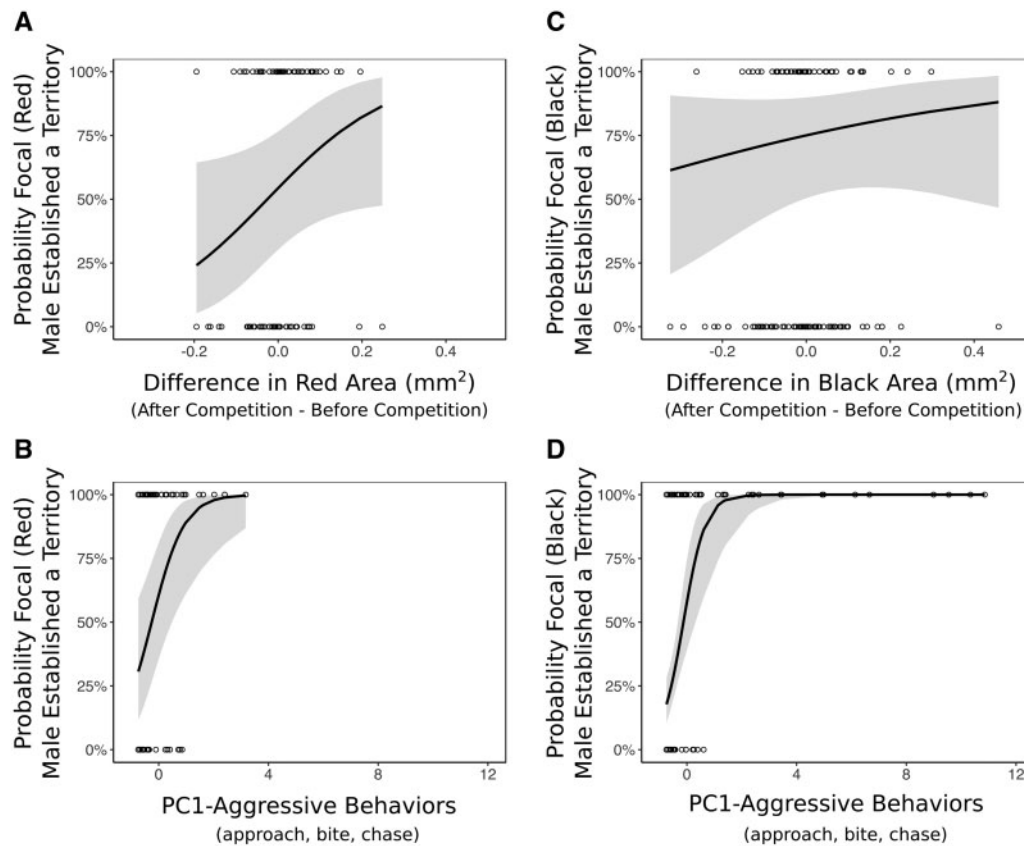 A
Probability Focal (Red)
Male Established a Territory
100%
75%
50%
25%
0%
-0.2
0.0
0.2
0.4
Difference in Red Area (mm²)
(After Competition - Before Competition)
C
Probability Focal (Black)
Male Established a Territory
100%
75%
50%
25%
0%
-0.2
0.0
0.2
0.4
Difference in Black Area (mm²)
(After Competition - Before Competition)
B
Probability Focal (Red)
Male Established a Territory
100%
75%
50%
25%
0%
0
4
8
12
PC1-Aggressive Behaviors
(approach, bite, chase)
D
Probability Focal (Black)
Male Established a Territory
100%
75%
50%
25%
0%
0
4
8
12
PC1-Aggressive Behaviors
(approach, bite, chase)